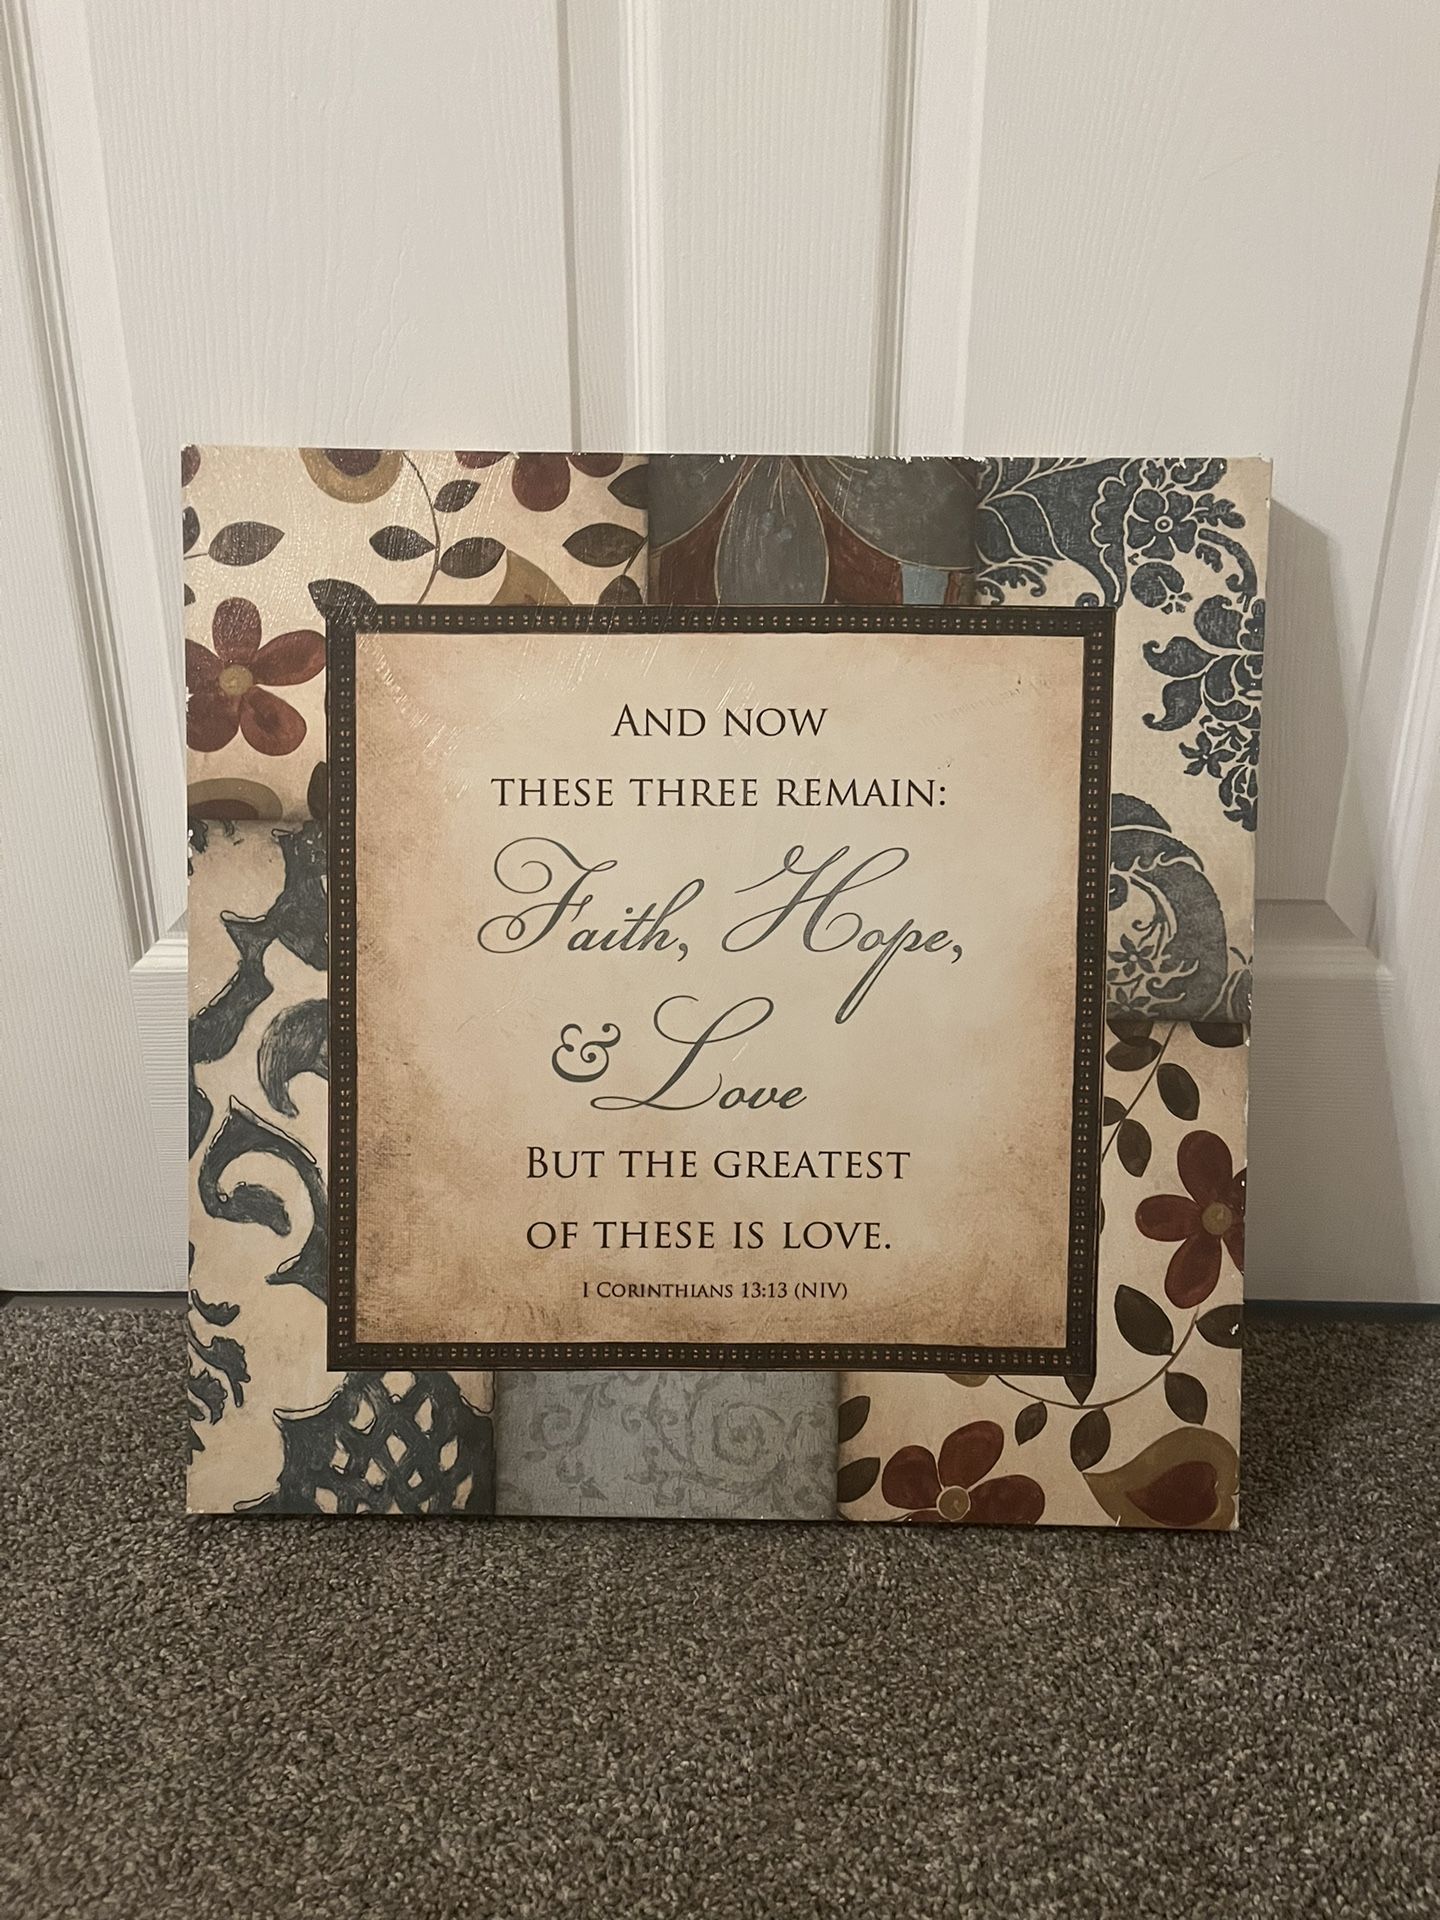 AND NOW
THESE THREE REMAIN:
Faith, Hope,
& Love
BUT THE GREATEST
OF THESE IS LOVE.
I CORINTHIANS 13:13 (NIV)